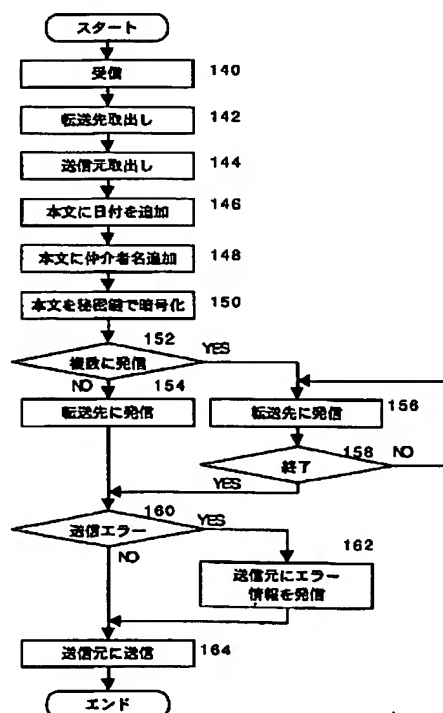 スタート
受信 140
転送先取出し 142
送信元取出し 144
本文に日付を追加 146
本文に仲介者名追加 148
本文を秘密鍵で暗号化 150
複数に発信 152 YES
NO 154
転送先に発信
転送先に発信 156
終了 158 NO
YES
送信エラー 160 YES
NO
162
送信元にエラー
情報を発信
送信元に送信 164
エンド